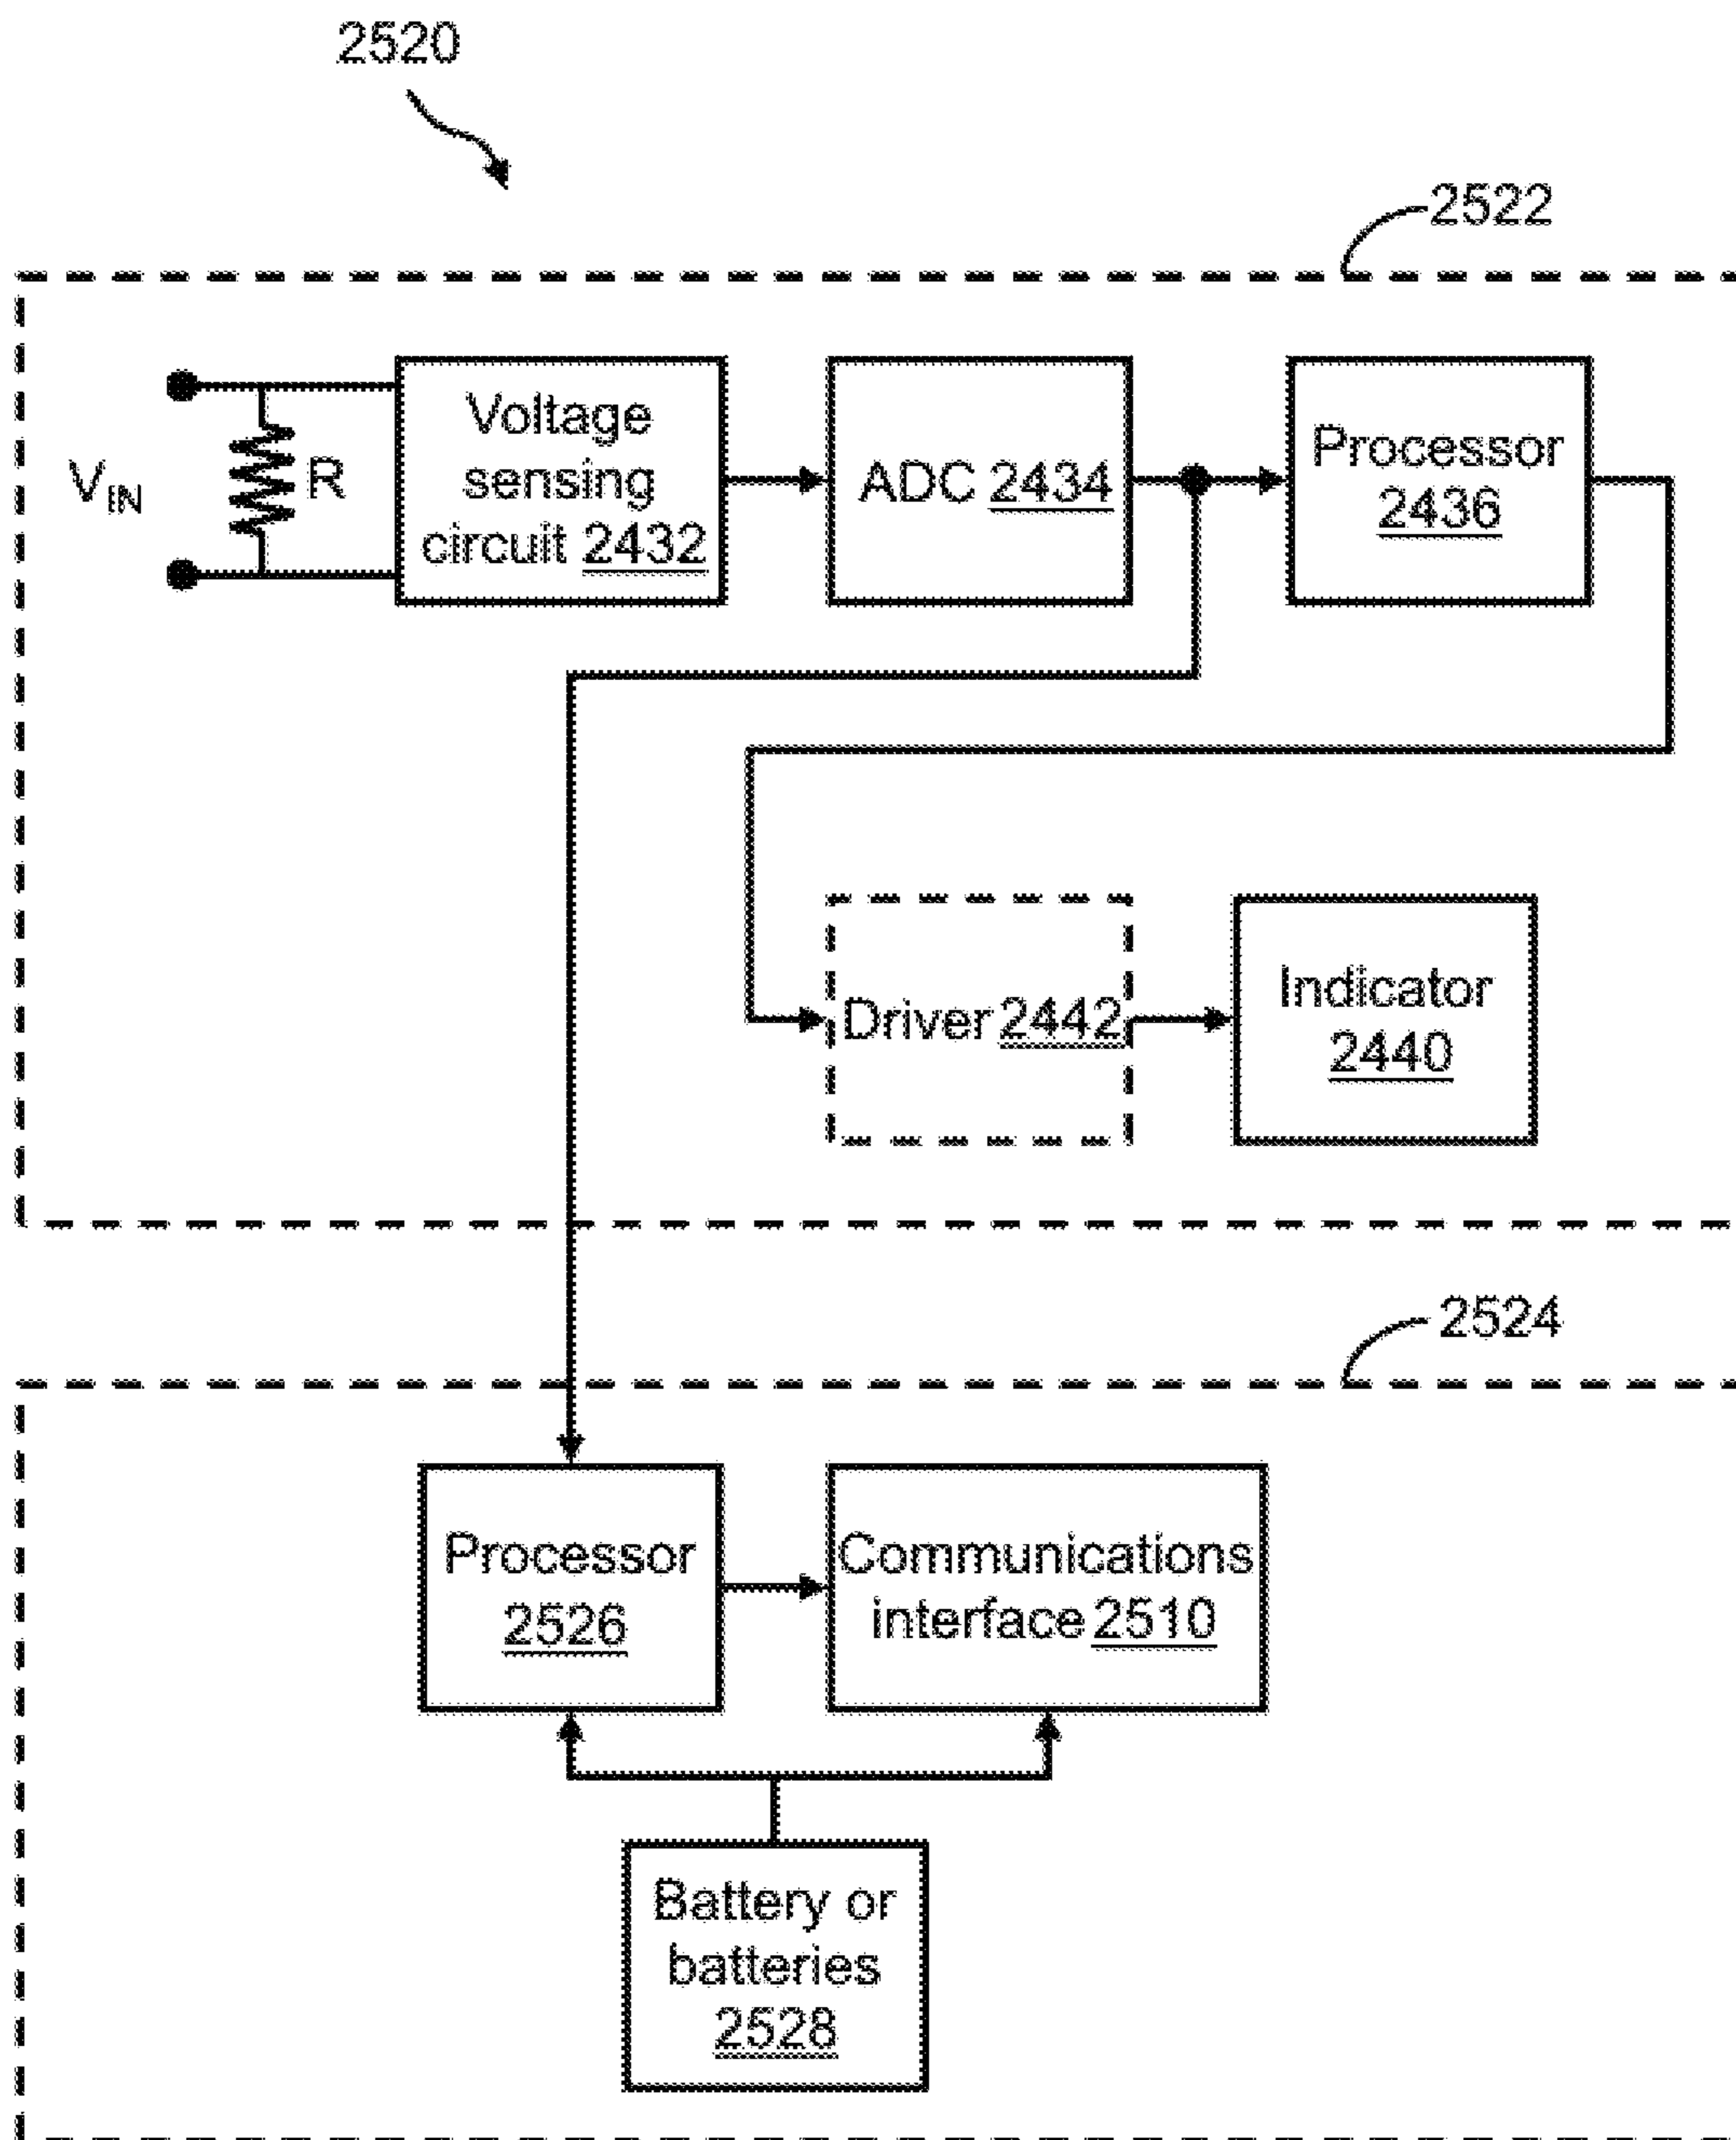 2520
2522
V_IN
R
Voltage
sensing
circuit 2432
ADC 2434
Processor
2436
Driver 2442
Indicator
2440
2524
Processor
2526
Communications
interface 2510
Battery or
batteries
2528